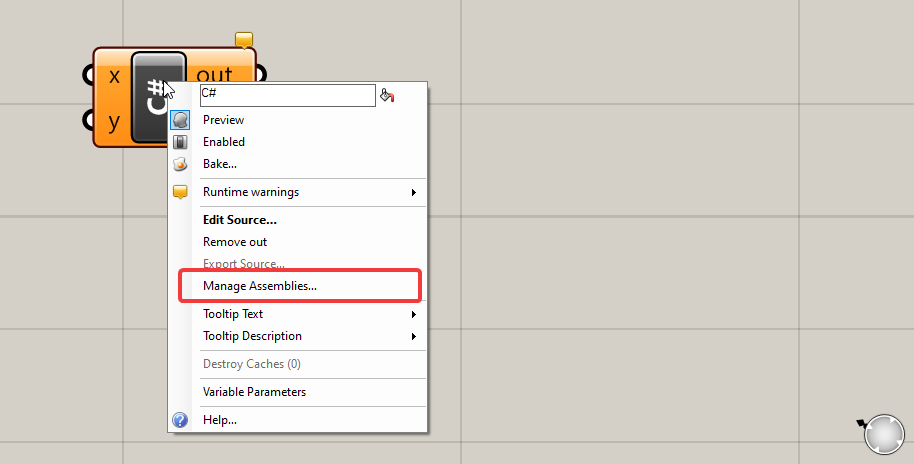 x
out
y
C#
C#
Preview
Enabled
Bake...
Runtime warnings
Edit Source...
Remove out
Export Source...
Manage Assemblies...
Tooltip Text
Tooltip Description
Destroy Caches (0)
Variable Parameters
Help...